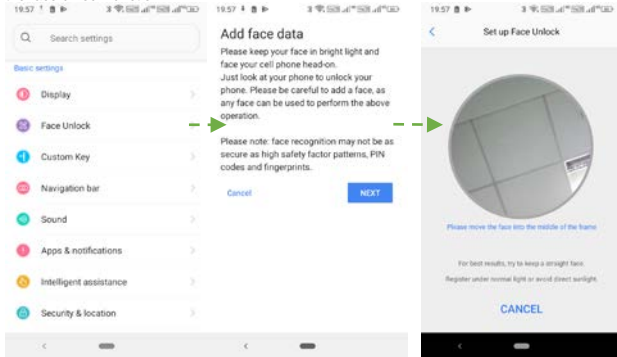 19:57
Search settings
Basic settings
Display
Face Unlock
Custom Key
Navigation bar
Sound
Apps & notifications
Intelligent assistance
Security & location
19:57
Add face data
Please keep your face in bright light and
face your cell phone head-on.
Just look at your phone to unlock your
phone. Please be careful to add a face, as
any face can be used to perform the above
operation.
Please note: face recognition may not be as
secure as high safety factor patterns, PIN
codes and fingerprints.
Cancel
NEXT
19:57
Set up Face Unlock
Please move the face into the middle of the frame
For best results, try to keep a straight face.
Register under normal light or avoid direct sunlight.
CANCEL